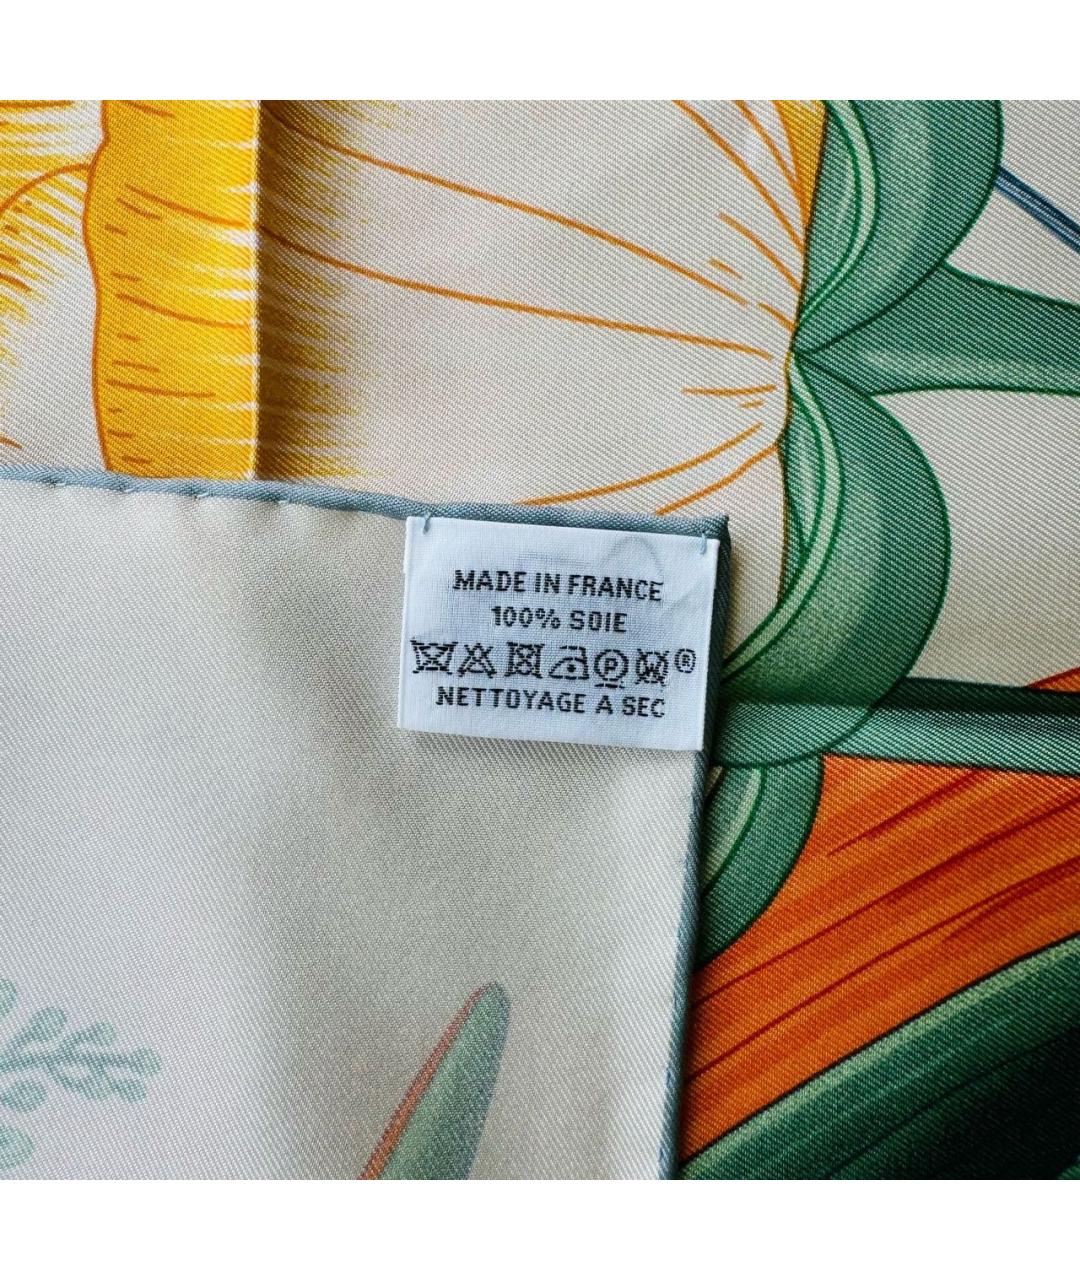 MADE IN FRANCE
100% SOIE
P W ®
NETTOYAGE A SEC